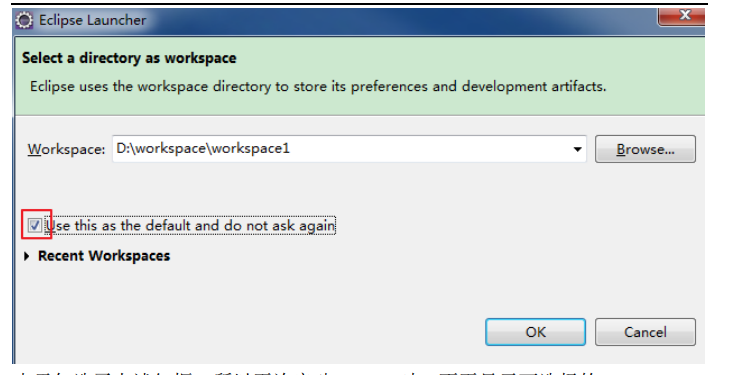 Eclipse Launcher
Select a directory as workspace
Eclipse uses the workspace directory to store its preferences and development artifacts.
Workspace: D:\workspace\workspace1 Browse...
Use this as the default and do not ask again
Recent Workspaces
OK Cancel